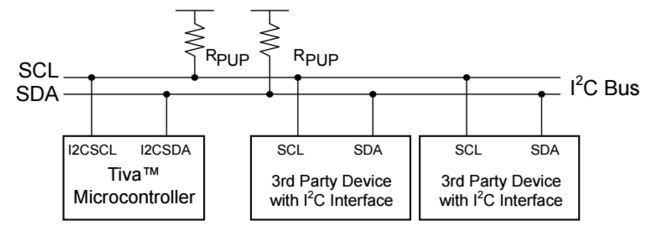 RPUP RPUP
SCL
SDA
I²C Bus
I2CSCL I2CSDA
Tiva™
Microcontroller
SCL SDA
3rd Party Device
with I²C Interface
SCL SDA
3rd Party Device
with I²C Interface